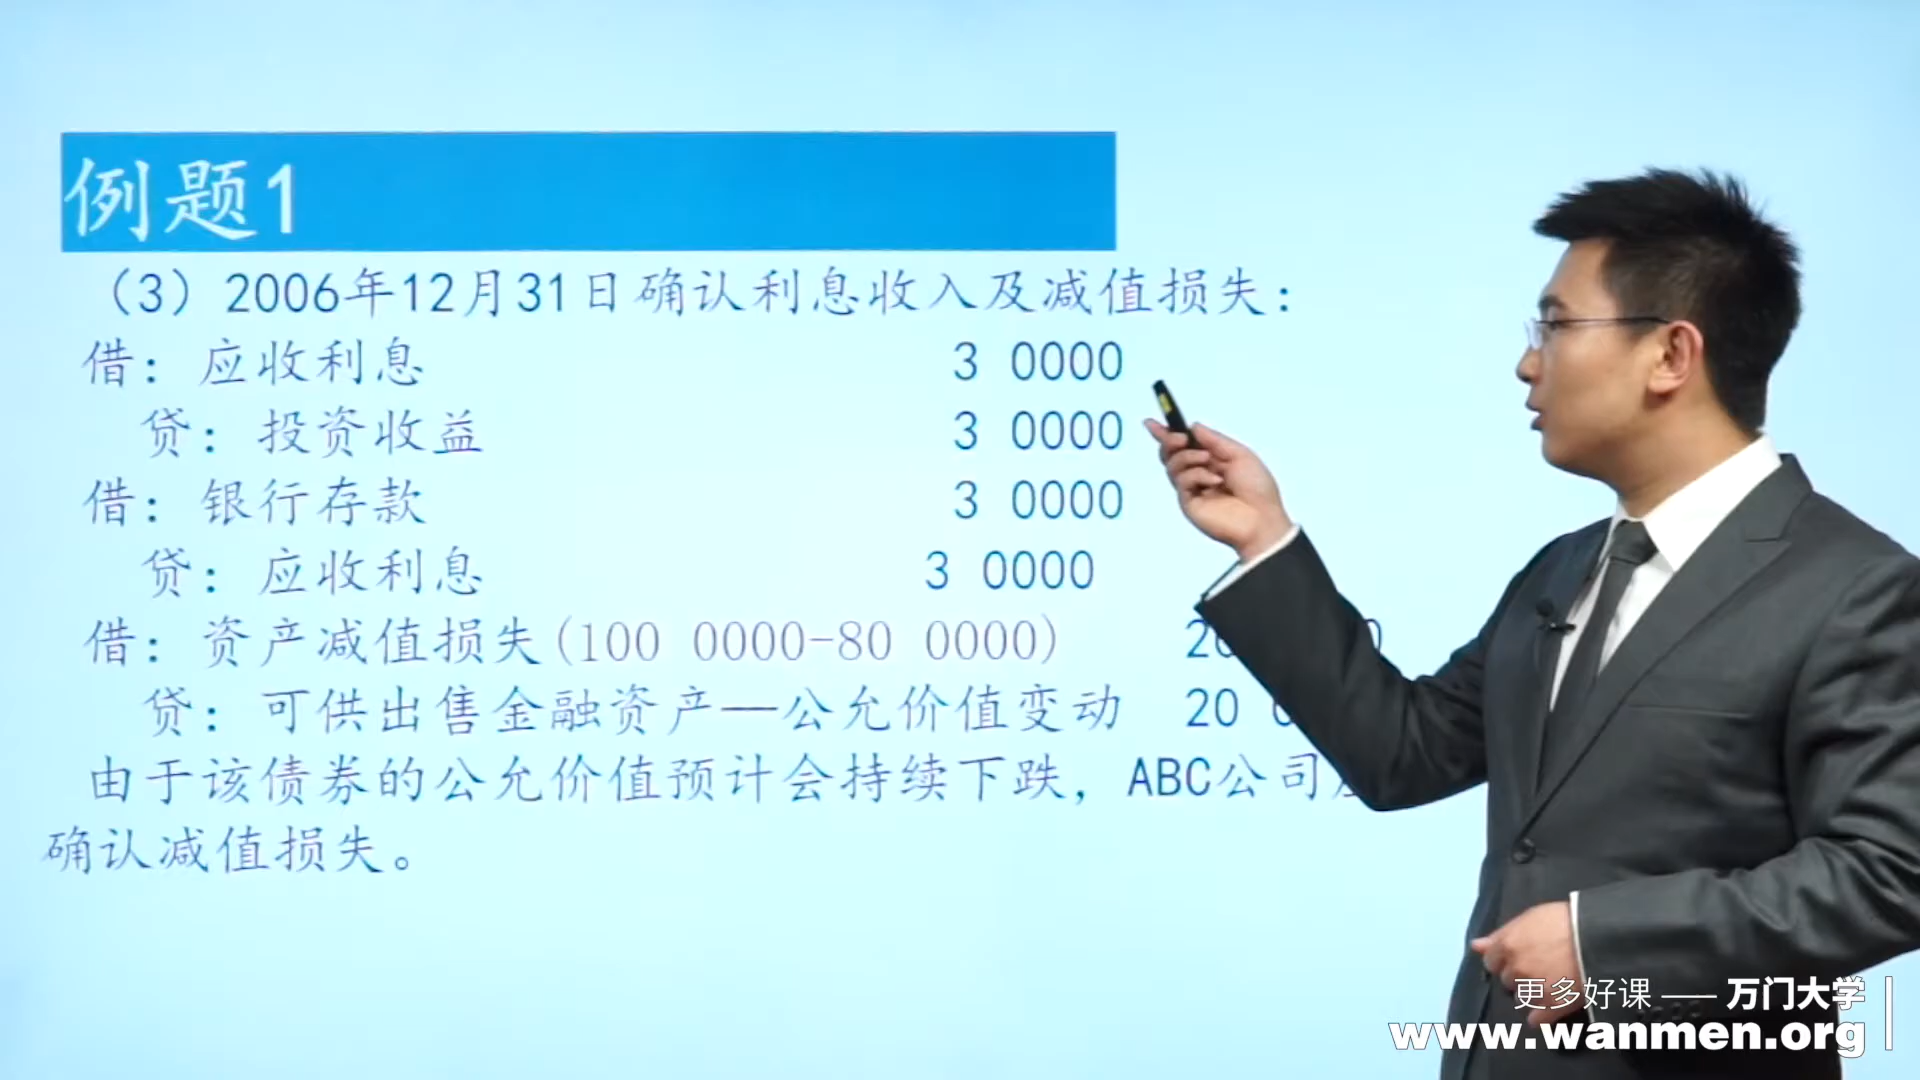 例题1
（3）2006年12月31日确认利息收入及减值损失：
借：应收利息 3 0000
贷：投资收益 3 0000
借：银行存款 3 0000
贷：应收利息 3 0000
借：资产减值损失(100 0000-80 0000)
贷：可供出售金融资产—公允价值变动 20
由于该债券的公允价值预计会持续下跌，ABC公司
确认减值损失。
更多好课 —— 万门大学
www.wanmen.org